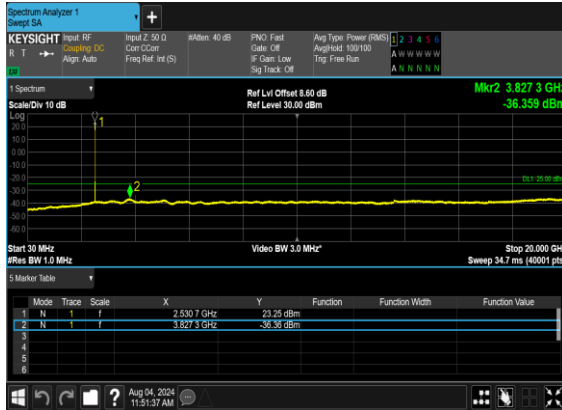 Spectrum Analyzer 1
Swept SA
+
KEYSIGHT Input: RF Input Z: 50 Ω #Atten: 40 dB PNO: Fast Avg Type: Power (RMS) 1 2 3 4 5 6
R T Coupling: DC Corr CCorr Gate: Off Avg|Hold: 100/100 A W W W W W
Align: Auto Freq Ref: Int (S) IF Gain: Low Trig: Free Run
Sig Track: Off A N N N N N
1 Spectrum
Ref Lvl Offset 8.60 dB Mkr2 3.827 3 GHz
Scale/Div 10 dB Ref Level 30.00 dBm -36.359 dBm
Log
20.0
10.0
0.00
-10.0
-20.0
-30.0
-40.0
-50.0
-60.0
1
2
DL1 -25.00 dBm
Start 30 MHz Video BW 3.0 MHz* Stop 20.000 GH
#Res BW 1.0 MHz Sweep 34.7 ms (40001 pts
5 Marker Table
Mode Trace Scale X Y Function Function Width Function Value
1 N 1 f 2.530 7 GHz 23.25 dBm
2 N 1 f 3.827 3 GHz -36.36 dBm
3
4
5
6
? Aug 04, 2024
11:51:37 AM